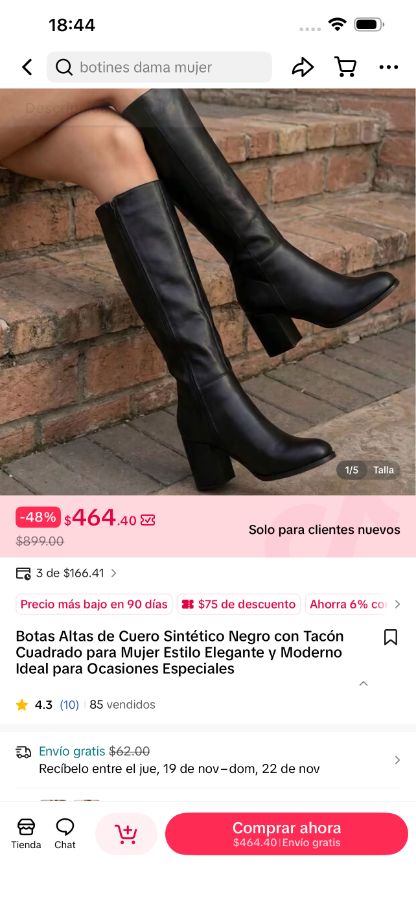 18:44
botines dama mujer
1/5 Talla
-48% $464.40
Solo para clientes nuevos
$899.00
3 de $166.41
Precio más bajo en 90 días
$75 de descuento
Ahorra 6% co
Botas Altas de Cuero Sintético Negro con Tacón
Cuadrado para Mujer Estilo Elegante y Moderno
Ideal para Ocasiones Especiales
4.3 (10) 85 vendidos
Envío gratis $62.00
Recíbelo entre el jue, 19 de nov–dom, 22 de nov
Tienda
Chat
Comprar ahora
$464.40 | Envío gratis